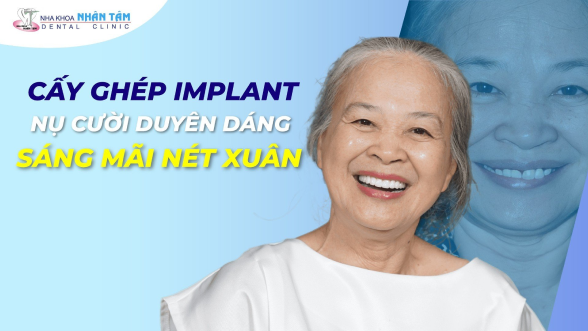 NHA KHOA NHÂN TÂM
DENTAL CLINIC
CẤY GHÉP IMPLANT
NỤ CƯỜI DUYÊN DÁNG
SÁNG MÃI NÉT XUÂN